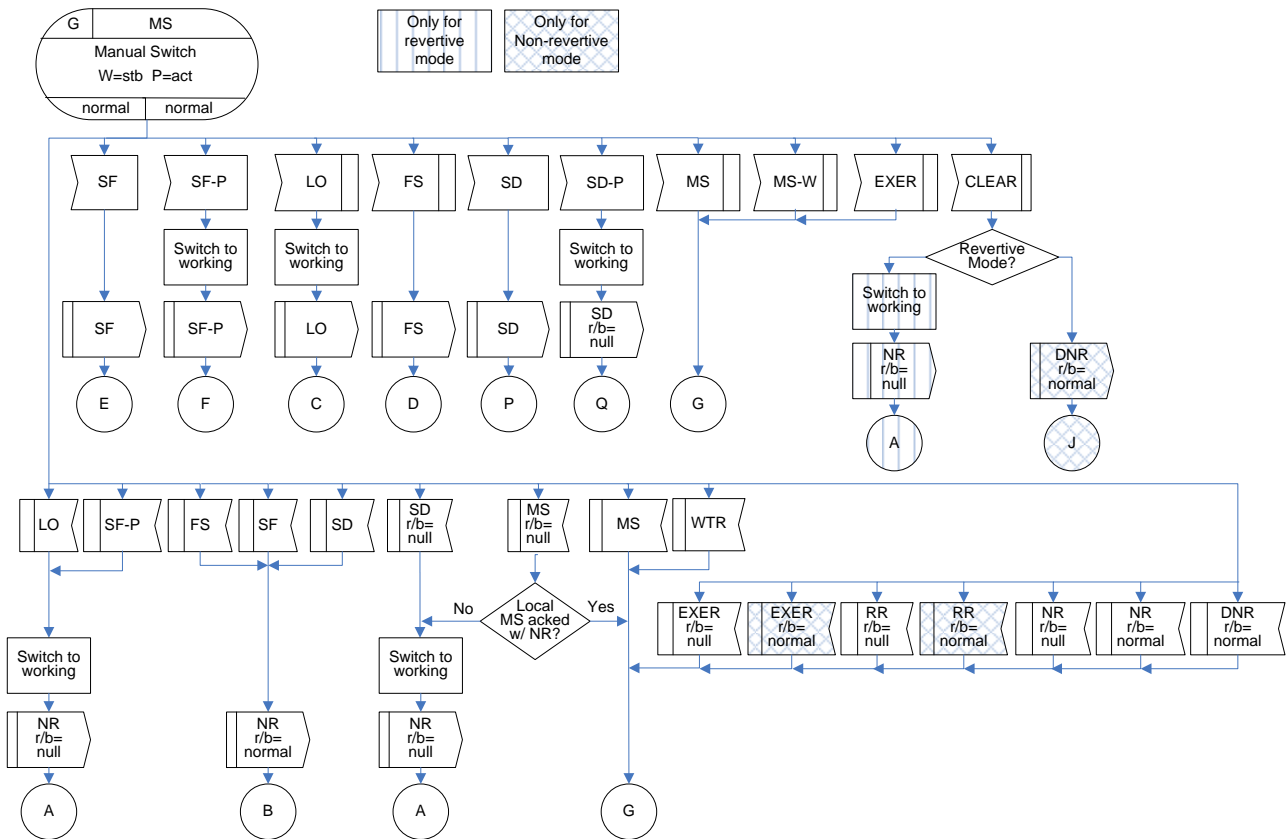 G MS
Manual Switch
W=stb P=act
normal normal
Only for
revertive
mode
Only for
Non-revertive
mode
SF
SF-P
LO
FS
SD
SD-P
MS
MS-W
EXER
CLEAR
Switch to
working
Switch to
working
Switch to
working
Revertive
Mode?
Switch to
working
SF
SF-P
LO
FS
SD
SD
r/b=
null
NR
r/b=
null
DNR
r/b=
normal
E
F
C
D
P
Q
G
A
J
LO
SF-P
FS
SF
SD
SD
r/b=
null
MS
r/b=
null
MS
WTR
No
Local
MS acked
w/ NR?
Yes
EXER
r/b=
null
EXER
r/b=
normal
RR
r/b=
null
RR
r/b=
normal
NR
r/b=
null
NR
r/b=
normal
DNR
r/b=
normal
Switch to
working
Switch to
working
NR
r/b=
null
NR
r/b=
normal
NR
r/b=
null
A
B
A
G